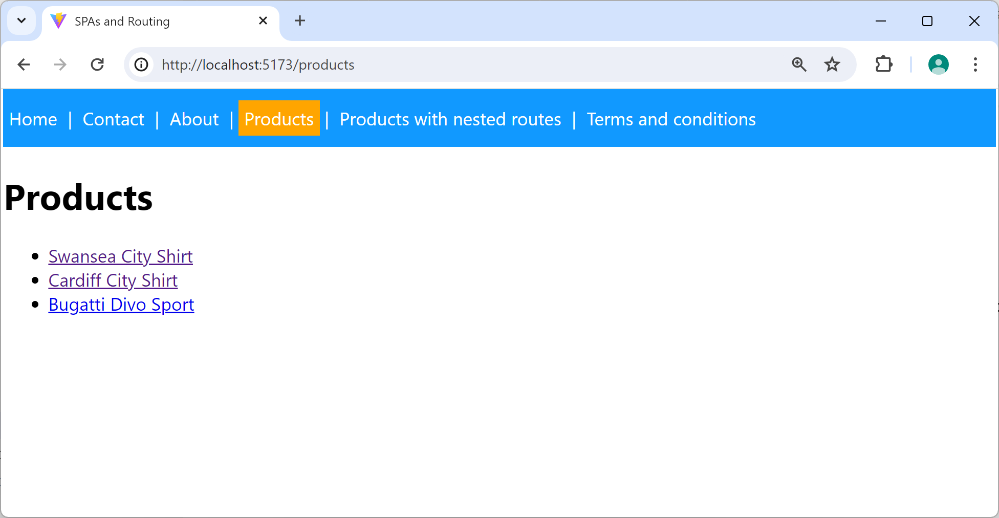 SPAs and Routing
http://localhost:5173/products
Home | Contact | About | Products | Products with nested routes | Terms and conditions
Products
Swansea City Shirt
Cardiff City Shirt
Bugatti Divo Sport